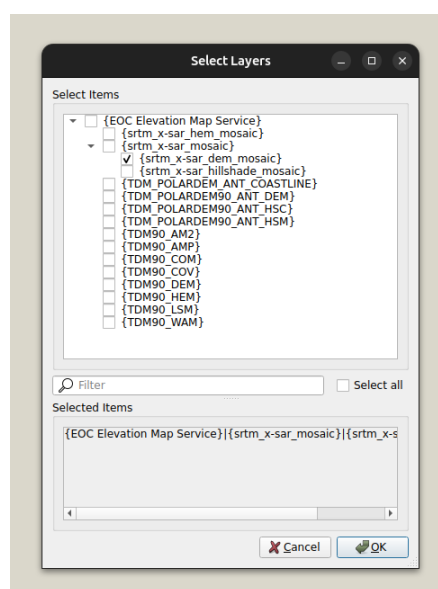 Select Layers
Select Items
{EOC Elevation Map Service}
{srtm_x-sar_hem_mosaic}
{srtm_x-sar_mosaic}
{srtm_x-sar_dem_mosaic}
{srtm_x-sar_hillshade_mosaic}
{TDM_POLARDEM_ANT_COASTLINE}
{TDM_POLARDEM90_ANT_DEM}
{TDM_POLARDEM90_ANT_HSC}
{TDM_POLARDEM90_ANT_HSM}
{TDM90_AM2}
{TDM90_AMP}
{TDM90_COM}
{TDM90_COV}
{TDM90_DEM}
{TDM90_HEM}
{TDM90_LSM}
{TDM90_WAM}
Filter
Select all
Selected Items
{EOC Elevation Map Service}|{srtm_x-sar_mosaic}|{srtm_x-s
Cancel
OK